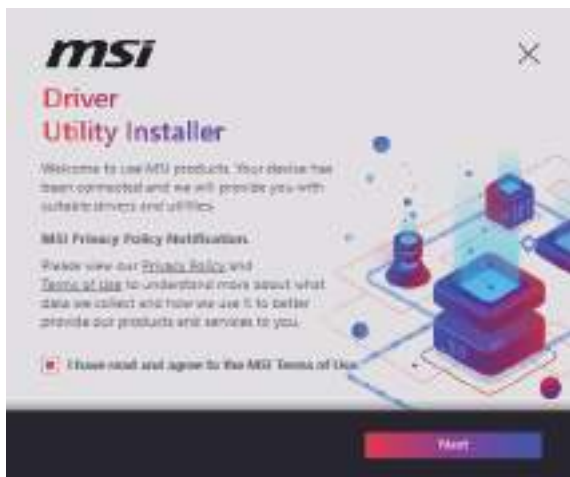 msi
Driver
Utility Installer
Welcome to use MSI products. Your device has
been connected and we will provide you with
suitable drivers and utilities.
MSI Privacy Policy Notification.
Please view our Privacy Policy and
Terms of Use to understand more about what
data we collect and how we use it to better
provide our products and services to you.
I have read and agree to the MSI Terms of Use.
Next